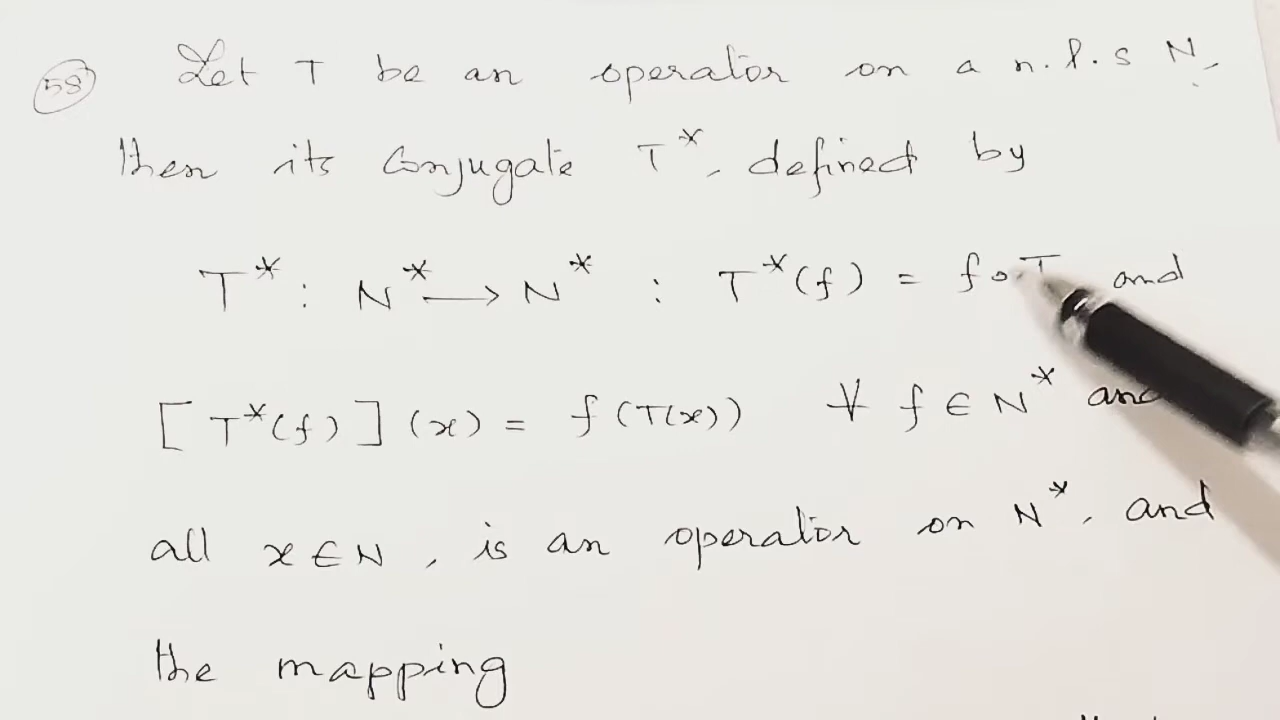 58 Let T be an operator on a n.l.s N,
then its Conjugate T*, defined by
T* : N* → N* : T*(f) = f∘T and
[T*(f)](x) = f(T(x)) ∀ f ∈ N* and
all x ∈ N, is an operator on N*, and
the mapping